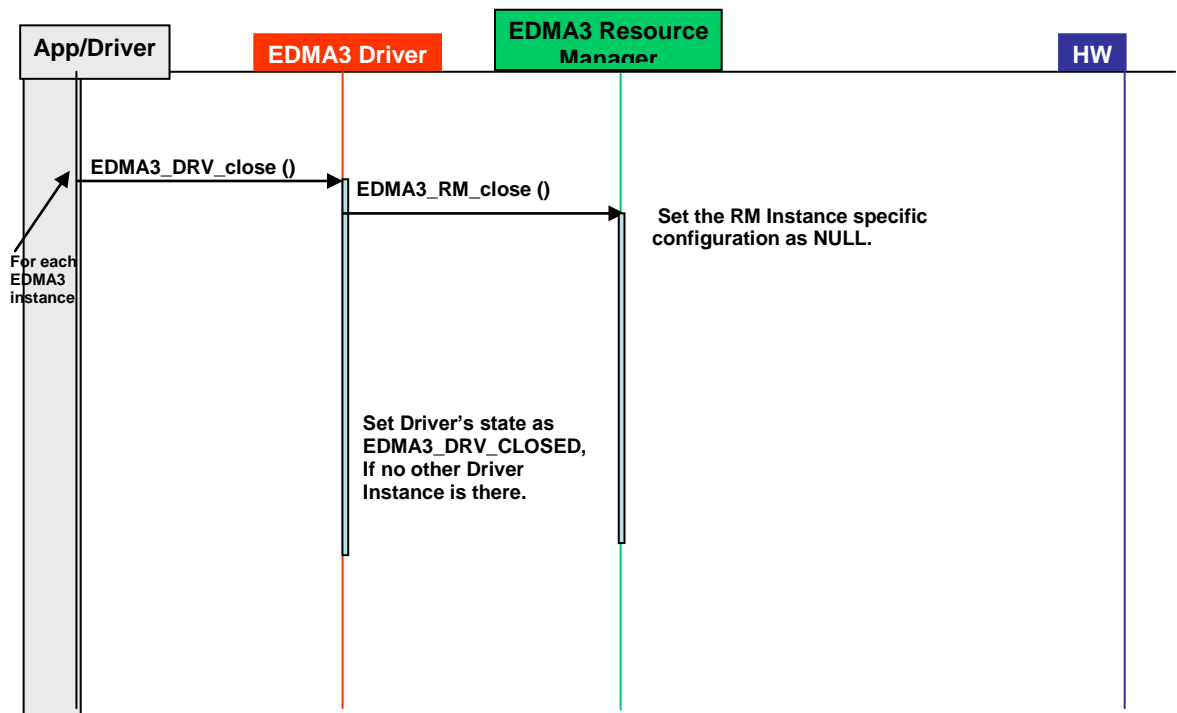 App/Driver
EDMA3 Driver
EDMA3 Resource
Manager
HW
EDMA3_DRV_close ()
EDMA3_RM_close ()
Set the RM Instance specific
configuration as NULL.
For each
EDMA3
instance
Set Driver's state as
EDMA3_DRV_CLOSED,
If no other Driver
Instance is there.